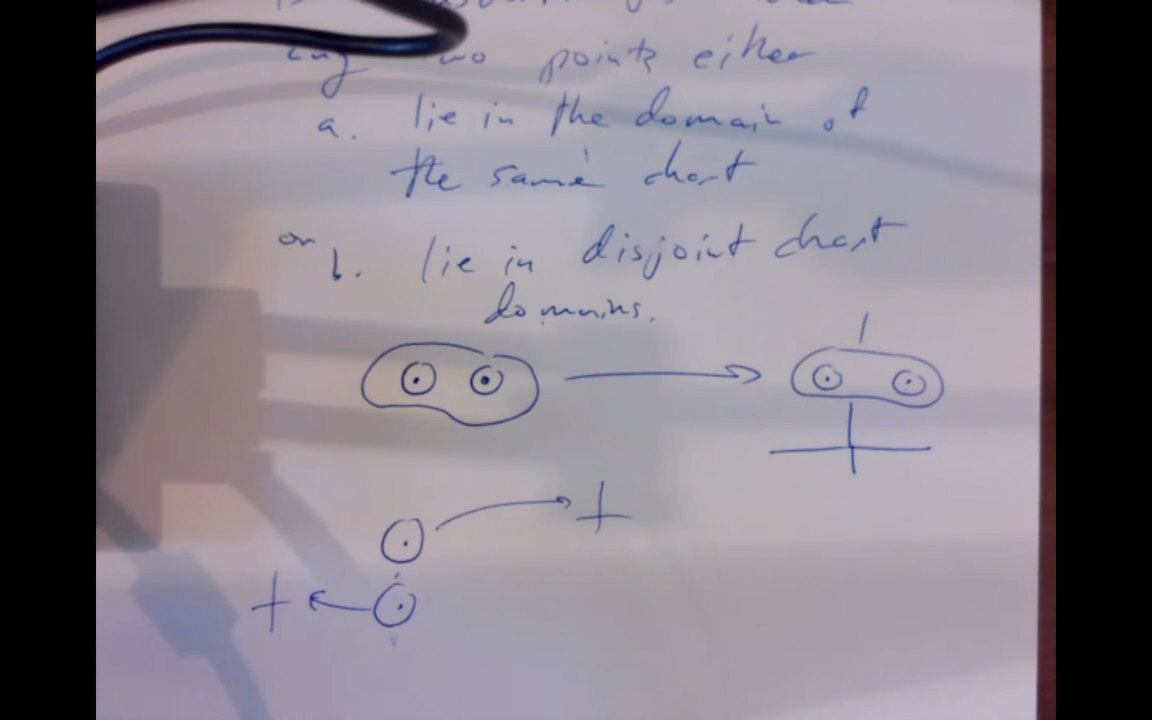 points either
a. lie in the domain of
the same chart
or b. lie in disjoint chart
domains.